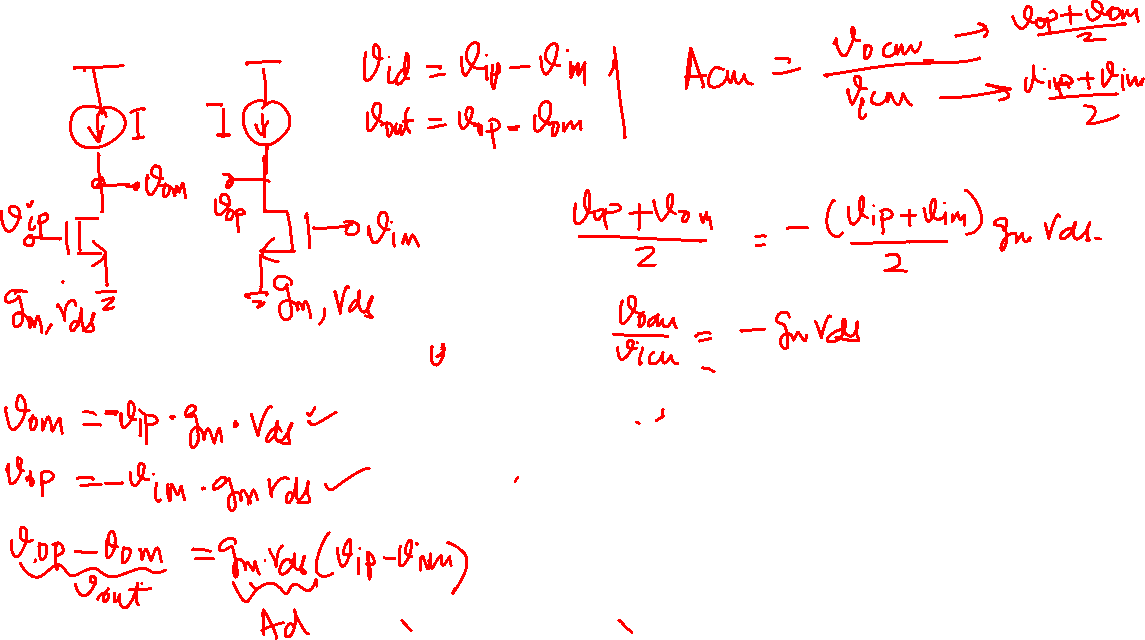 I
I
v_om
v_op
v_ip
v_im
g_m, r_ds
g_m, r_ds
v_id = v_ip - v_im
v_out = v_op - v_om
A_cm = v_ocm / v_icm
→ (v_op + v_om) / 2
→ (v_ip + v_im) / 2
(v_op + v_om) / 2 = - (v_ip + v_im) / 2 g_m r_ds
v_ocm / v_icm = - g_m r_ds
v_om = -v_ip · g_m · r_ds ✓
v_op = -v_im · g_m r_ds ✓
v_op - v_om = g_m · r_ds (v_ip - v_im)
v_out
A_d